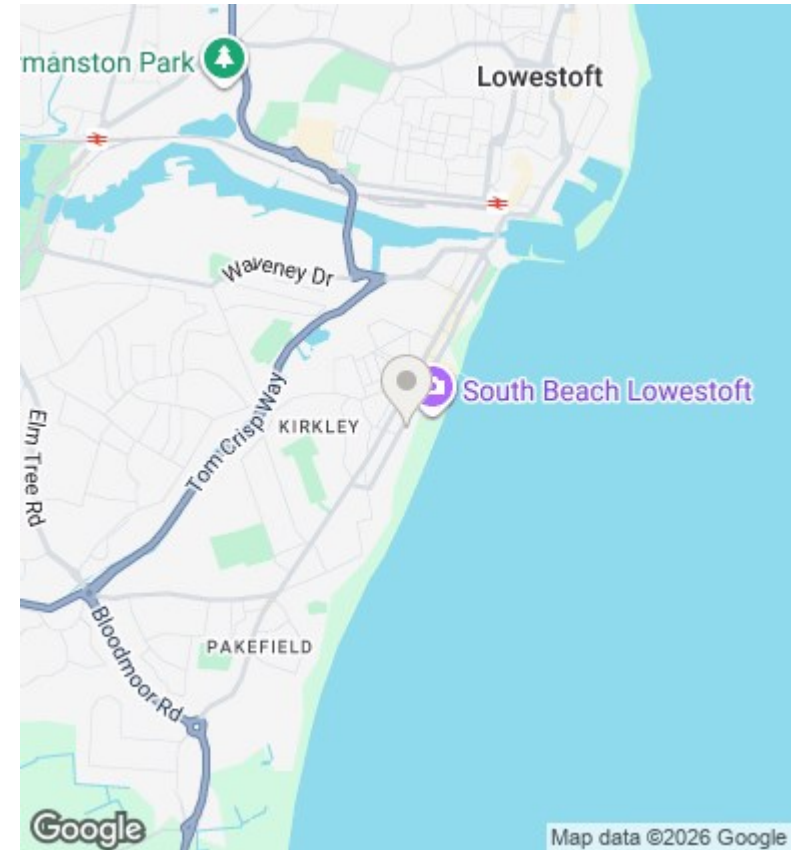 rmanston Park
Lowestoft
Waveney Dr
South Beach Lowestoft
KIRKLEY
Tom Crisp Way
Elm Tree Rd
PAKEFIELD
Bloodmoor Rd
Google
Map data ©2026 Google